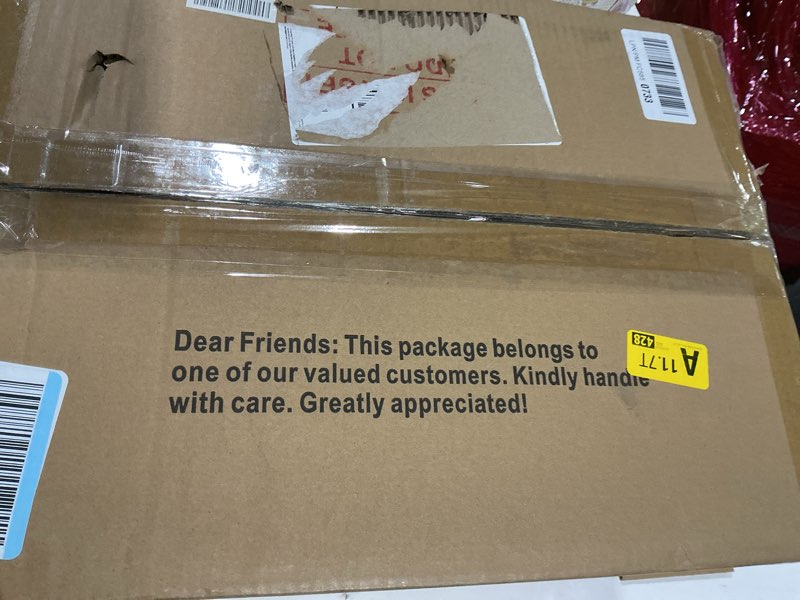 0733
Dear Friends: This package belongs to
one of our valued customers. Kindly handle
with care. Greatly appreciated!
A 11.7T
428